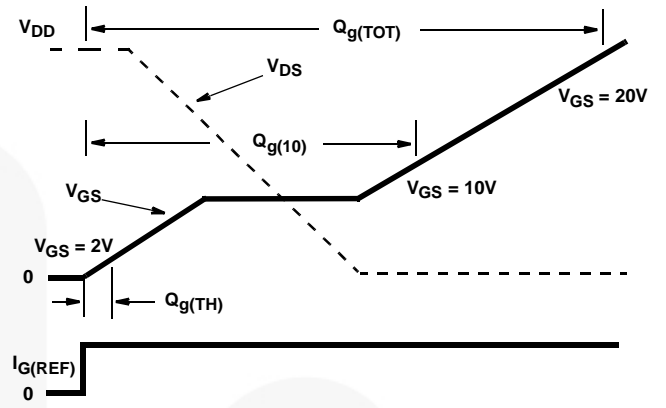 V_DD
Q_g(TOT)
V_DS
V_GS = 20V
Q_g(10)
V_GS
V_GS = 10V
V_GS = 2V
0
Q_g(TH)
I_G(REF)
0